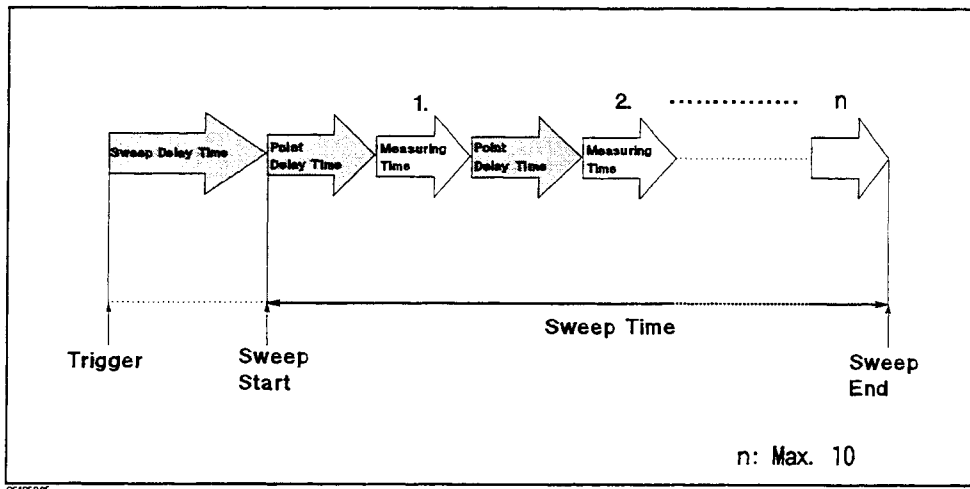 1. 2. ............... n
Sweep Delay Time
Point
Delay Time
Measuring
Time
Point
Delay Time
Measuring
Time
Sweep Time
Trigger
Sweep
Start
Sweep
End
n: Max. 10